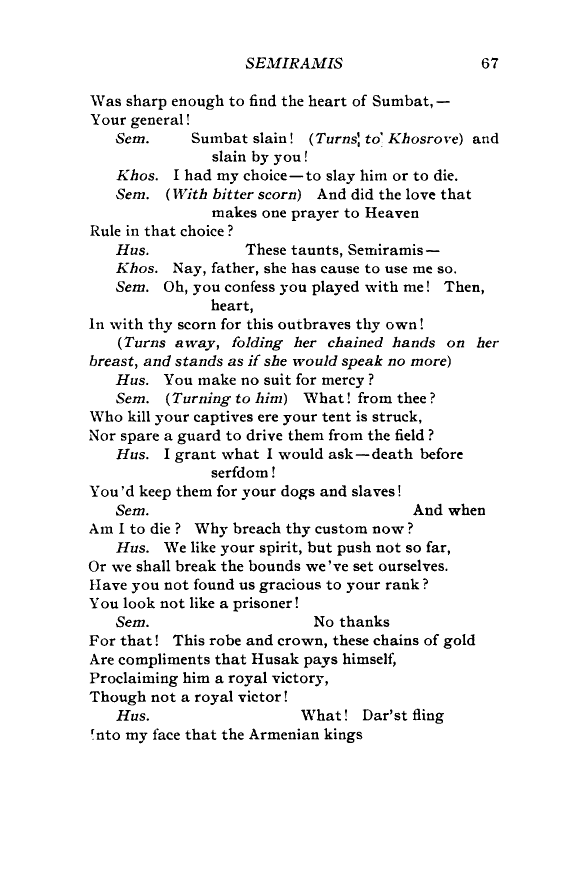 SEMIRAMIS 67
Was sharp enough to find the heart of Sumbat,—
Your general!
Sem. Sumbat slain! (Turns to Khosrove) and
slain by you!
Khos. I had my choice—to slay him or to die.
Sem. (With bitter scorn) And did the love that
makes one prayer to Heaven
Rule in that choice?
Hus. These taunts, Semiramis—
Khos. Nay, father, she has cause to use me so.
Sem. Oh, you confess you played with me! Then,
heart,
In with thy scorn for this outbraves thy own!
(Turns away, folding her chained hands on her
breast, and stands as if she would speak no more)
Hus. You make no suit for mercy?
Sem. (Turning to him) What! from thee?
Who kill your captives ere your tent is struck,
Nor spare a guard to drive them from the field?
Hus. I grant what I would ask—death before
serfdom!
You'd keep them for your dogs and slaves!
Sem. And when
Am I to die? Why breach thy custom now?
Hus. We like your spirit, but push not so far,
Or we shall break the bounds we've set ourselves.
Have you not found us gracious to your rank?
You look not like a prisoner!
Sem. No thanks
For that! This robe and crown, these chains of gold
Are compliments that Husak pays himself,
Proclaiming him a royal victory,
Though not a royal victor!
Hus. What! Dar'st fling
Into my face that the Armenian kings